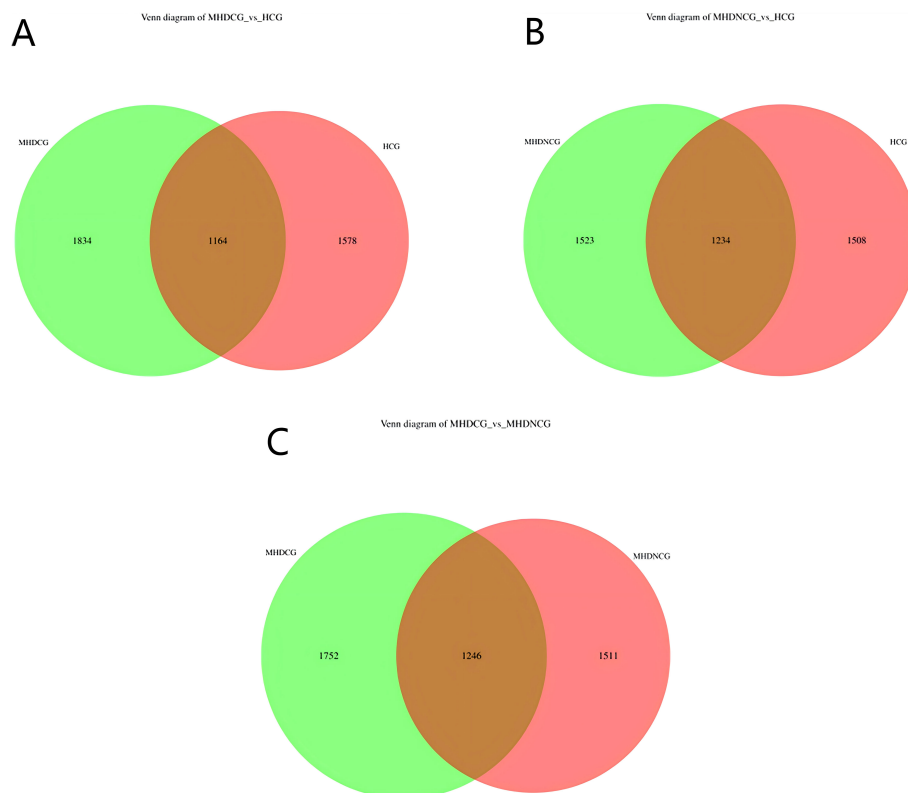 A
Venn diagram of MHDCG_vs_HCG
MHDCG
HCG
1834
1164
1578
B
Venn diagram of MHDNCG_vs_HCG
MHDNCG
HCG
1523
1234
1508
C
Venn diagram of MHDCG_vs_MHDNCG
MHDCG
MHDNCG
1752
1246
1511